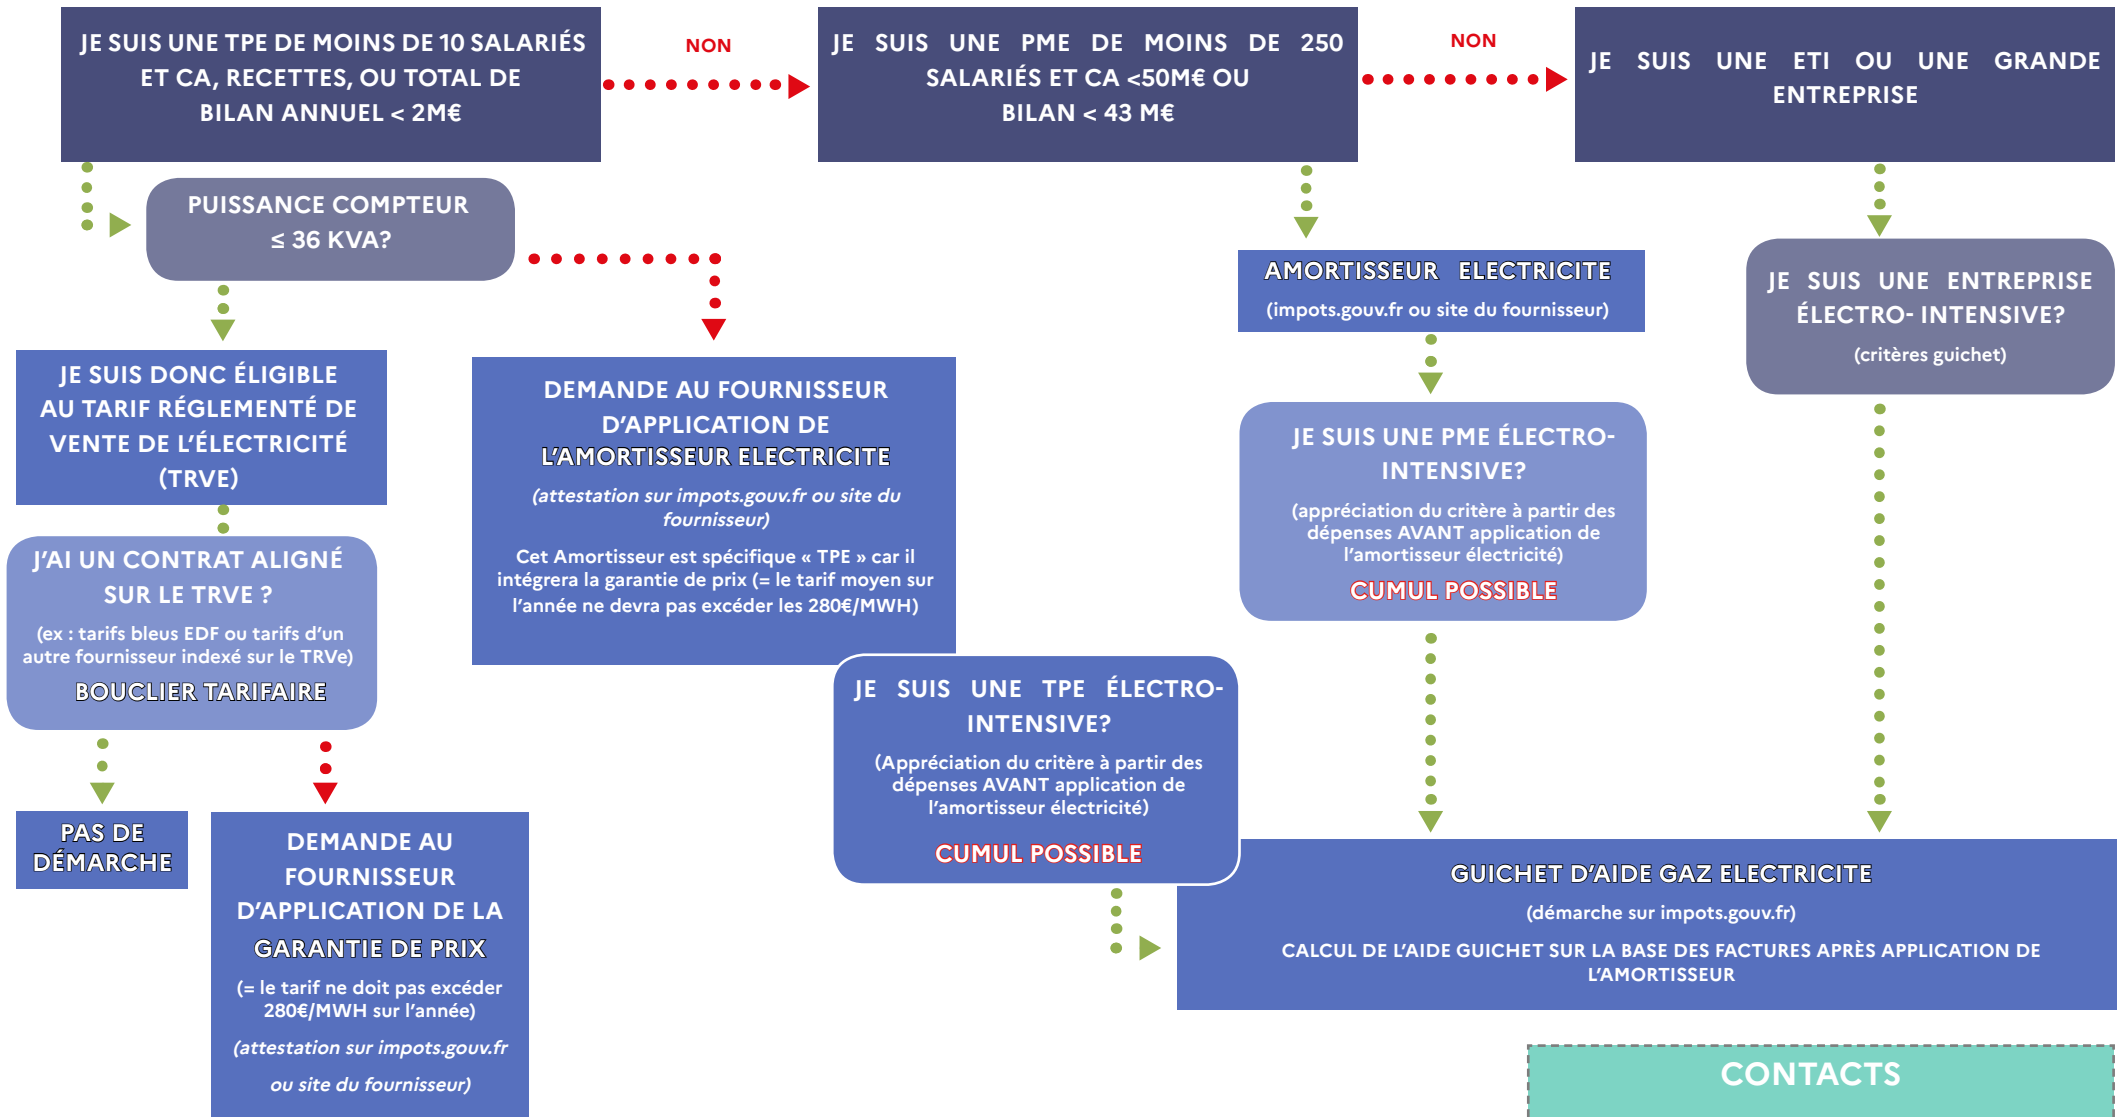 JE SUIS UNE TPE DE MOINS DE 10 SALARIÉS
ET CA, RECETTES, OU TOTAL DE
BILAN ANNUEL < 2M€
NON
JE SUIS UNE PME DE MOINS DE 250
SALARIÉS ET CA <50M€ OU
BILAN < 43 M€
NON
JE SUIS UNE ETI OU UNE GRANDE
ENTREPRISE
PUISSANCE COMPTEUR
≤ 36 KVA?
JE SUIS DONC ÉLIGIBLE
AU TARIF RÉGLEMENTÉ DE
VENTE DE L'ÉLECTRICITÉ
(TRVE)
J'AI UN CONTRAT ALIGNÉ
SUR LE TRVE ?
(ex : tarifs bleus EDF ou tarifs d'un
autre fournisseur indexé sur le TRVe)
BOUCLIER TARIFAIRE
PAS DE
DÉMARCHE
DEMANDE AU
FOURNISSEUR
D'APPLICATION DE LA
GARANTIE DE PRIX
(= le tarif ne doit pas excéder
280€/MWH sur l'année)
(attestation sur impots.gouv.fr
ou site du fournisseur)
DEMANDE AU FOURNISSEUR
D'APPLICATION DE
L'AMORTISSEUR ELECTRICITE
(attestation sur impots.gouv.fr ou site du
fournisseur)
Cet Amortisseur est spécifique « TPE » car il
intégrera la garantie de prix (= le tarif moyen sur
l'année ne devra pas excéder les 280€/MWH)
JE SUIS UNE TPE ÉLECTRO-
INTENSIVE?
(Appréciation du critère à partir des
dépenses AVANT application de
l'amortisseur électricité)
CUMUL POSSIBLE
AMORTISSEUR ELECTRICITE
(impots.gouv.fr ou site du fournisseur)
JE SUIS UNE PME ÉLECTRO-
INTENSIVE?
(appréciation du critère à partir des
dépenses AVANT application de
l'amortisseur électricité)
CUMUL POSSIBLE
JE SUIS UNE ENTREPRISE
ÉLECTRO- INTENSIVE?
(critères guichet)
GUICHET D'AIDE GAZ ELECTRICITE
(démarche sur impots.gouv.fr)
CALCUL DE L'AIDE GUICHET SUR LA BASE DES FACTURES APRÈS APPLICATION DE
L'AMORTISSEUR
CONTACTS